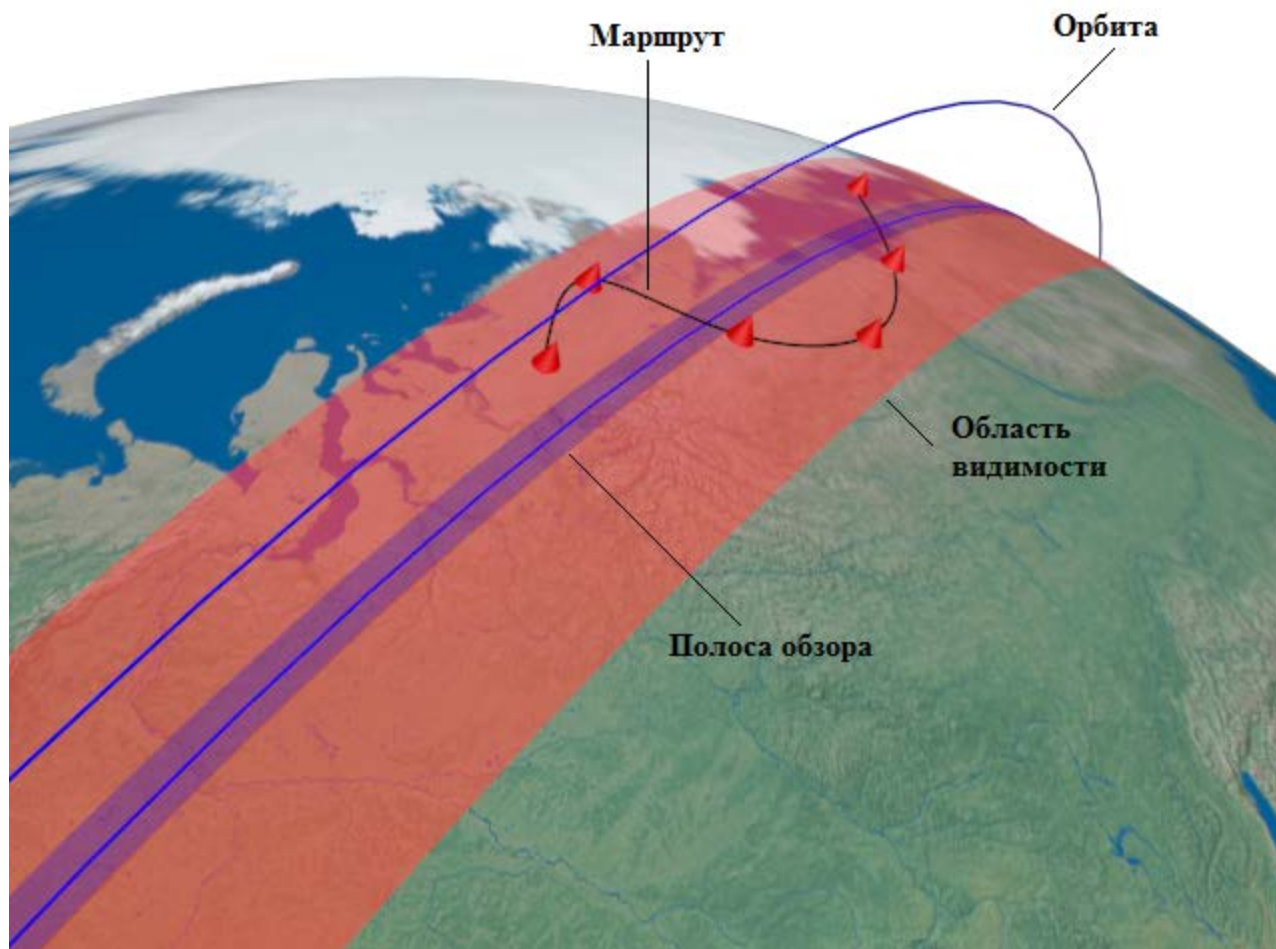 Маршрут
Орбита
Область
видимости
Полоса обзора